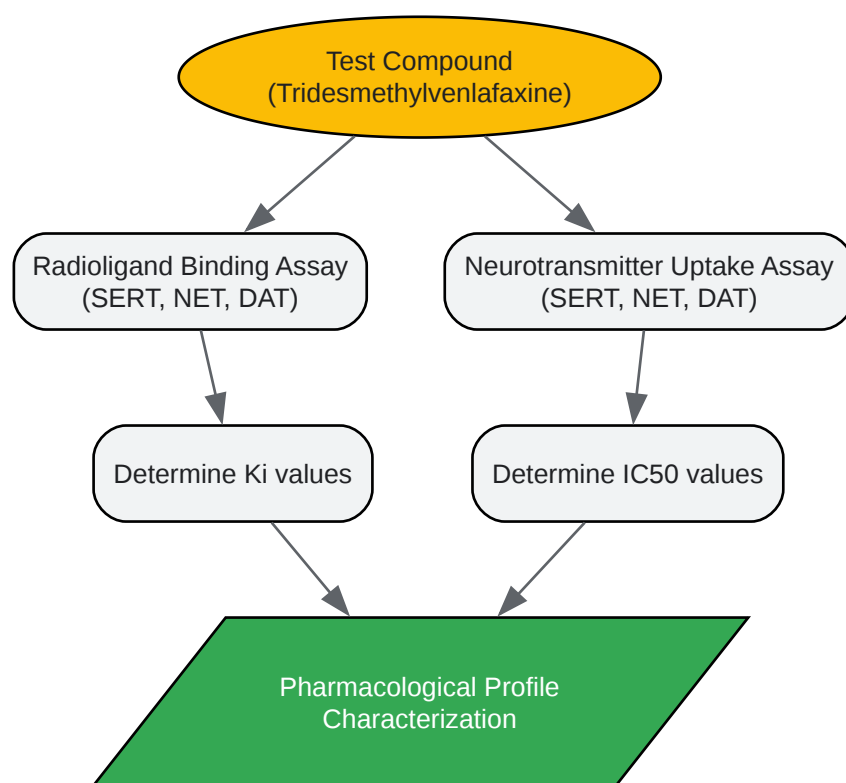 Test Compound
(Tridesmethylvenlafaxine)
Radioligand Binding Assay
(SERT, NET, DAT)
Neurotransmitter Uptake Assay
(SERT, NET, DAT)
Determine Ki values
Determine IC50 values
Pharmacological Profile
Characterization